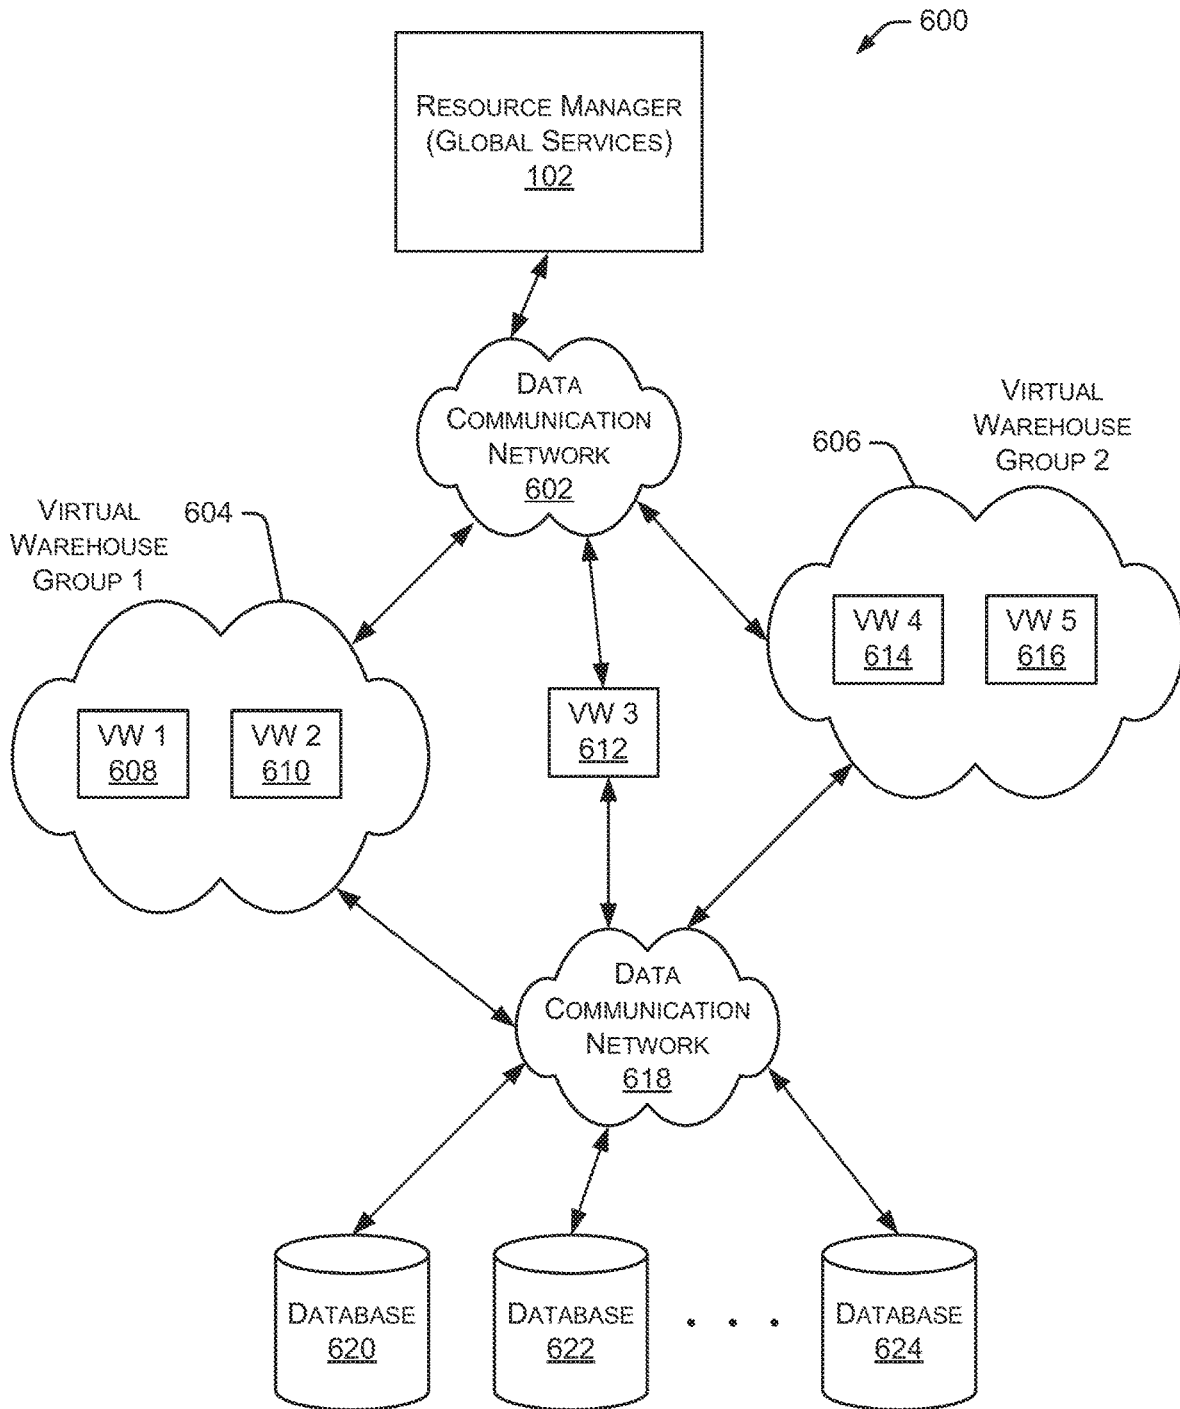 600
RESOURCE MANAGER
(GLOBAL SERVICES)
102
DATA
COMMUNICATION
NETWORK
602
VIRTUAL
WAREHOUSE
GROUP 2
606
VIRTUAL
WAREHOUSE
GROUP 1
604
VW 4
614
VW 5
616
VW 3
612
VW 1
608
VW 2
610
DATA
COMMUNICATION
NETWORK
618
DATABASE
620
DATABASE
622
. . .
DATABASE
624